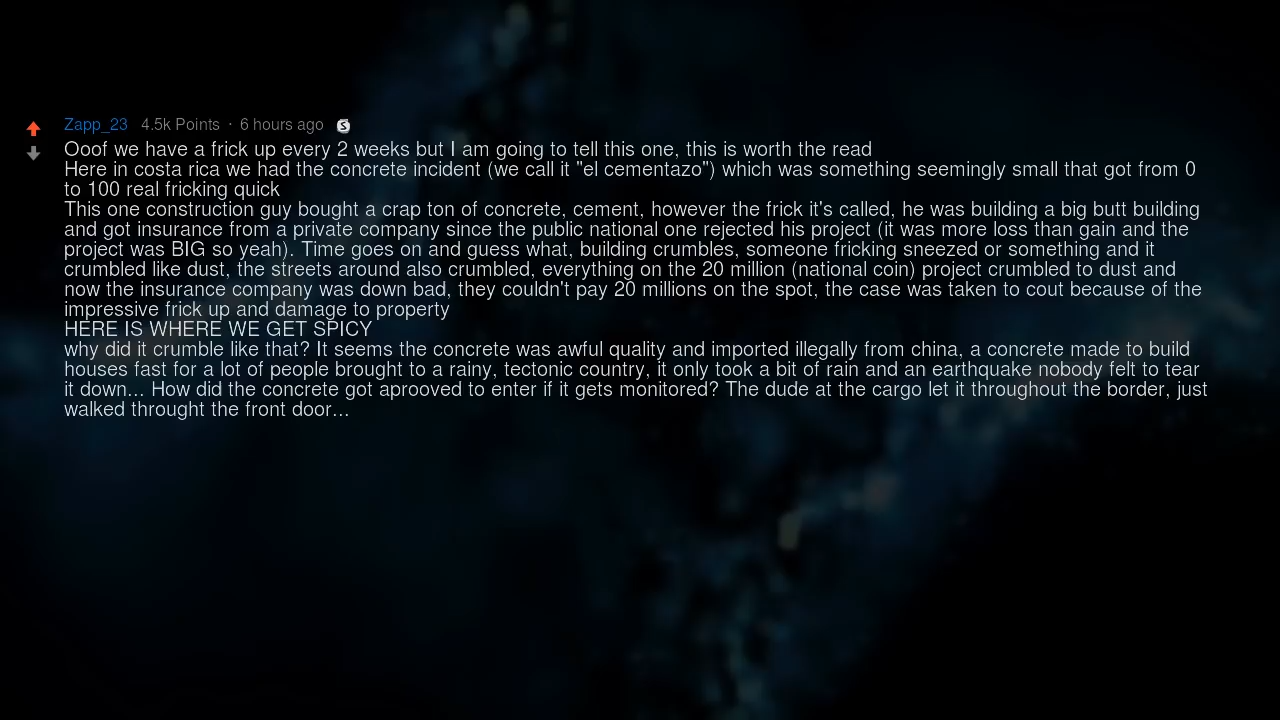 Zapp_23 4.5k Points · 6 hours ago
Ooof we have a frick up every 2 weeks but I am going to tell this one, this is worth the read
Here in costa rica we had the concrete incident (we call it "el cementazo") which was something seemingly small that got from 0
to 100 real fricking quick
This one construction guy bought a crap ton of concrete, cement, however the frick it's called, he was building a big butt building
and got insurance from a private company since the public national one rejected his project (it was more loss than gain and the
project was BIG so yeah). Time goes on and guess what, building crumbles, someone fricking sneezed or something and it
crumbled like dust, the streets around also crumbled, everything on the 20 million (national coin) project crumbled to dust and
now the insurance company was down bad, they couldn't pay 20 millions on the spot, the case was taken to cout because of the
impressive frick up and damage to property
HERE IS WHERE WE GET SPICY
why did it crumble like that? It seems the concrete was awful quality and imported illegally from china, a concrete made to build
houses fast for a lot of people brought to a rainy, tectonic country, it only took a bit of rain and an earthquake nobody felt to tear
it down... How did the concrete got aprooved to enter if it gets monitored? The dude at the cargo let it throughout the border, just
walked throught the front door...